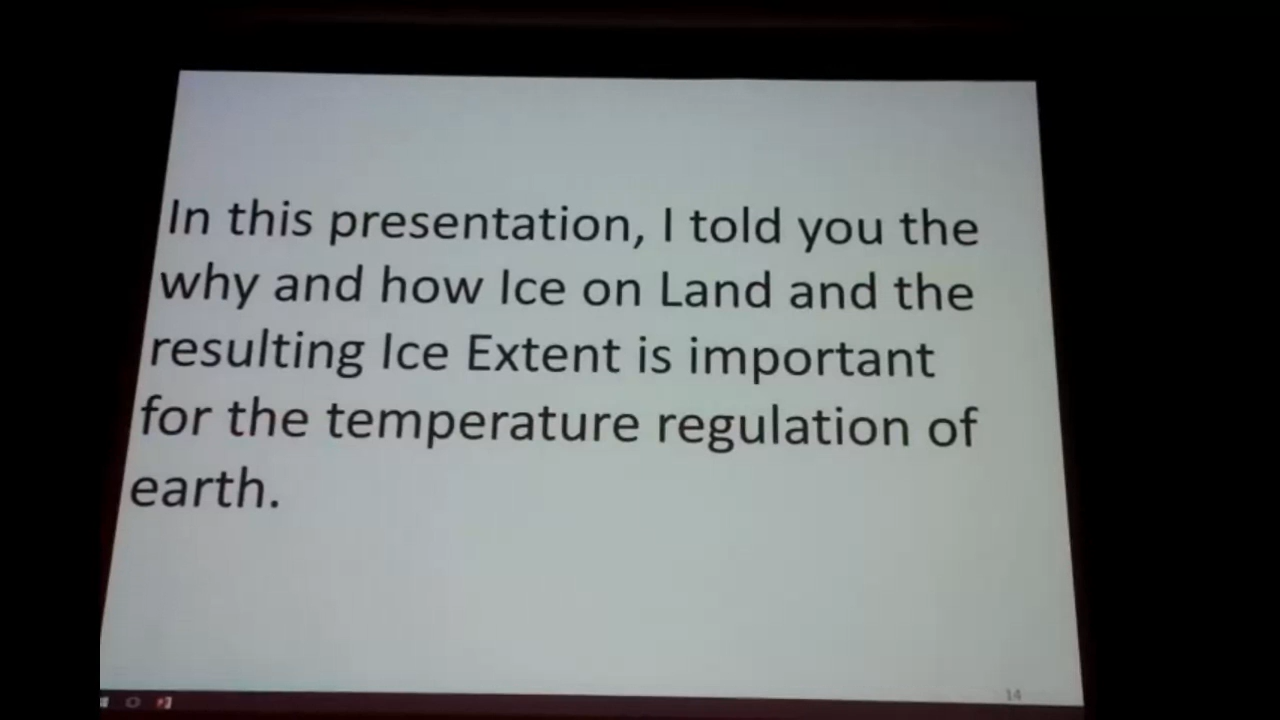 In this presentation, I told you the
why and how Ice on Land and the
resulting Ice Extent is important
for the temperature regulation of
earth.
14